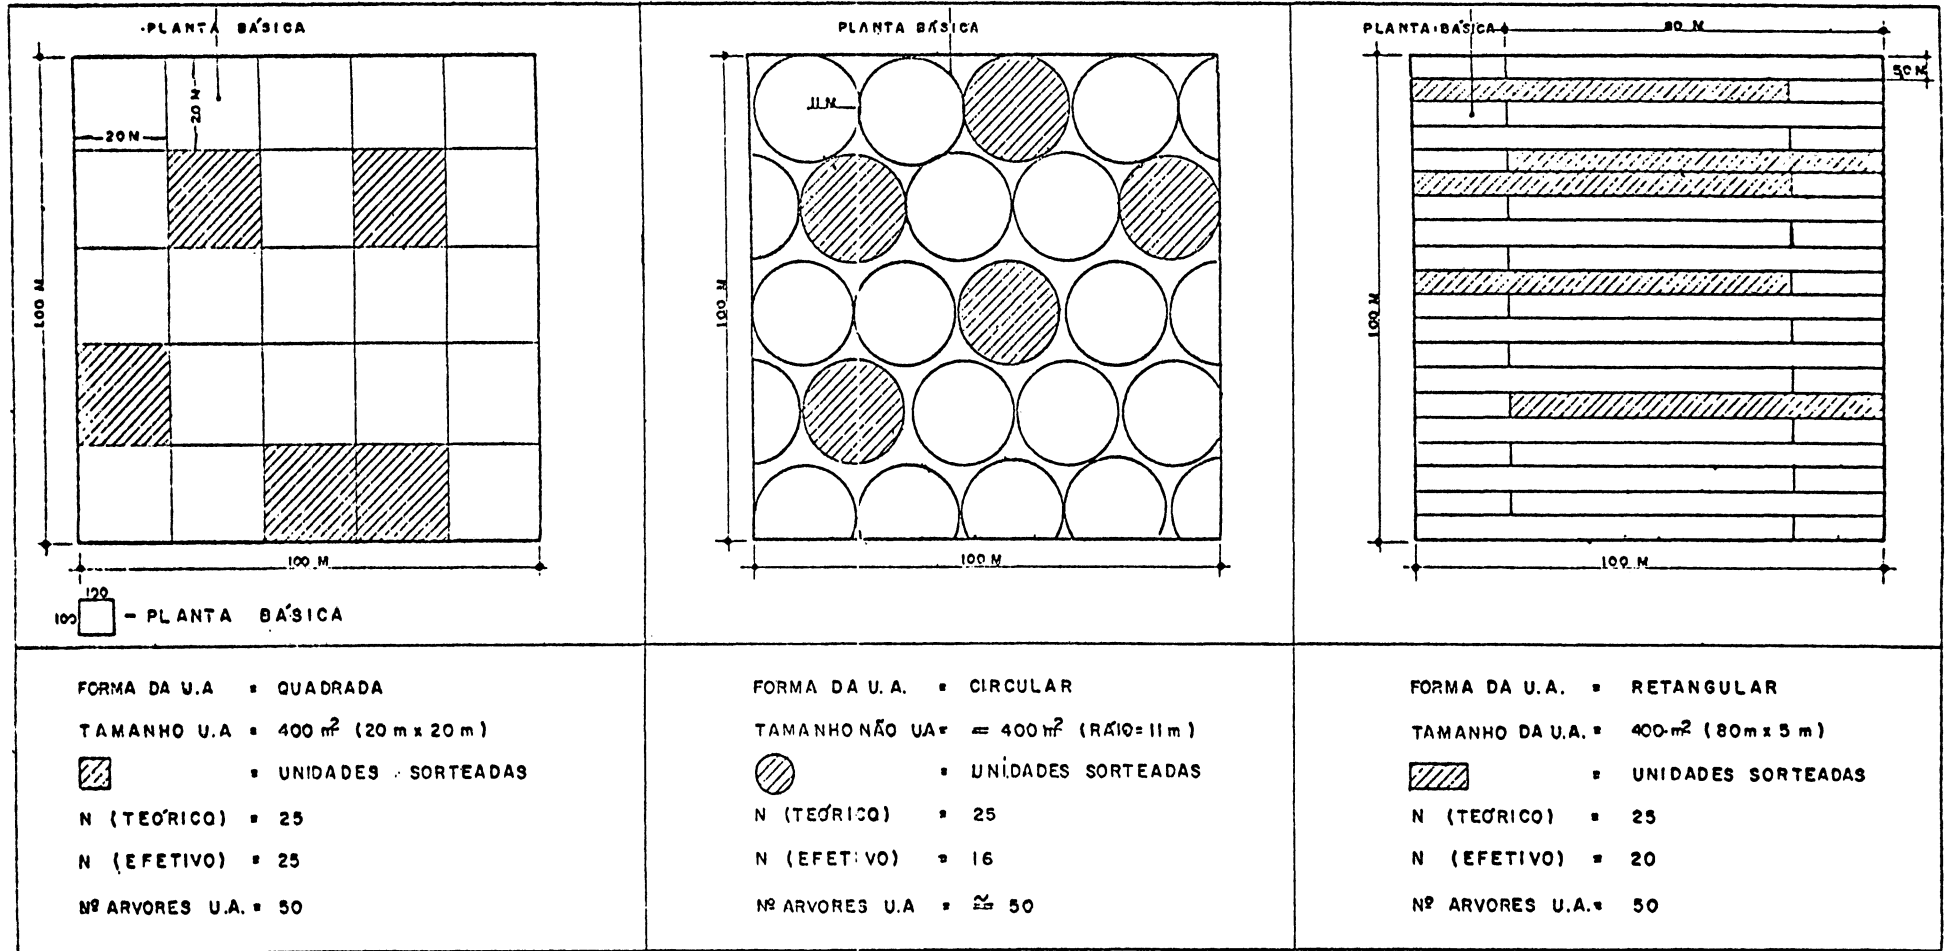 PLANTA BÁSICA
20 M
20 M
100 M
100 M
100
100
- PLANTA BÁSICA
FORMA DA U.A = QUADRADA
TAMANHO U.A = 400 m² (20 m x 20 m)
= UNIDADES SORTEADAS
N (TEÓRICO) = 25
N (EFETIVO) = 25
Nº ARVORES U.A. = 50
PLANTA BÁSICA
11 M
100 M
100 M
FORMA DA U.A. = CIRCULAR
TAMANHO NÃO UA = ≅ 400 m² (RAIO = 11 m)
= UNIDADES SORTEADAS
N (TEÓRICO) = 25
N (EFETIVO) = 16
Nº ARVORES U.A = ≅ 50
PLANTA BÁSICA
80 M
50 M
100 M
100 M
FORMA DA U.A. = RETANGULAR
TAMANHO DA U.A. = 400 m² (80 m x 5 m)
= UNIDADES SORTEADAS
N (TEÓRICO) = 25
N (EFETIVO) = 20
Nº ARVORES U.A. = 50